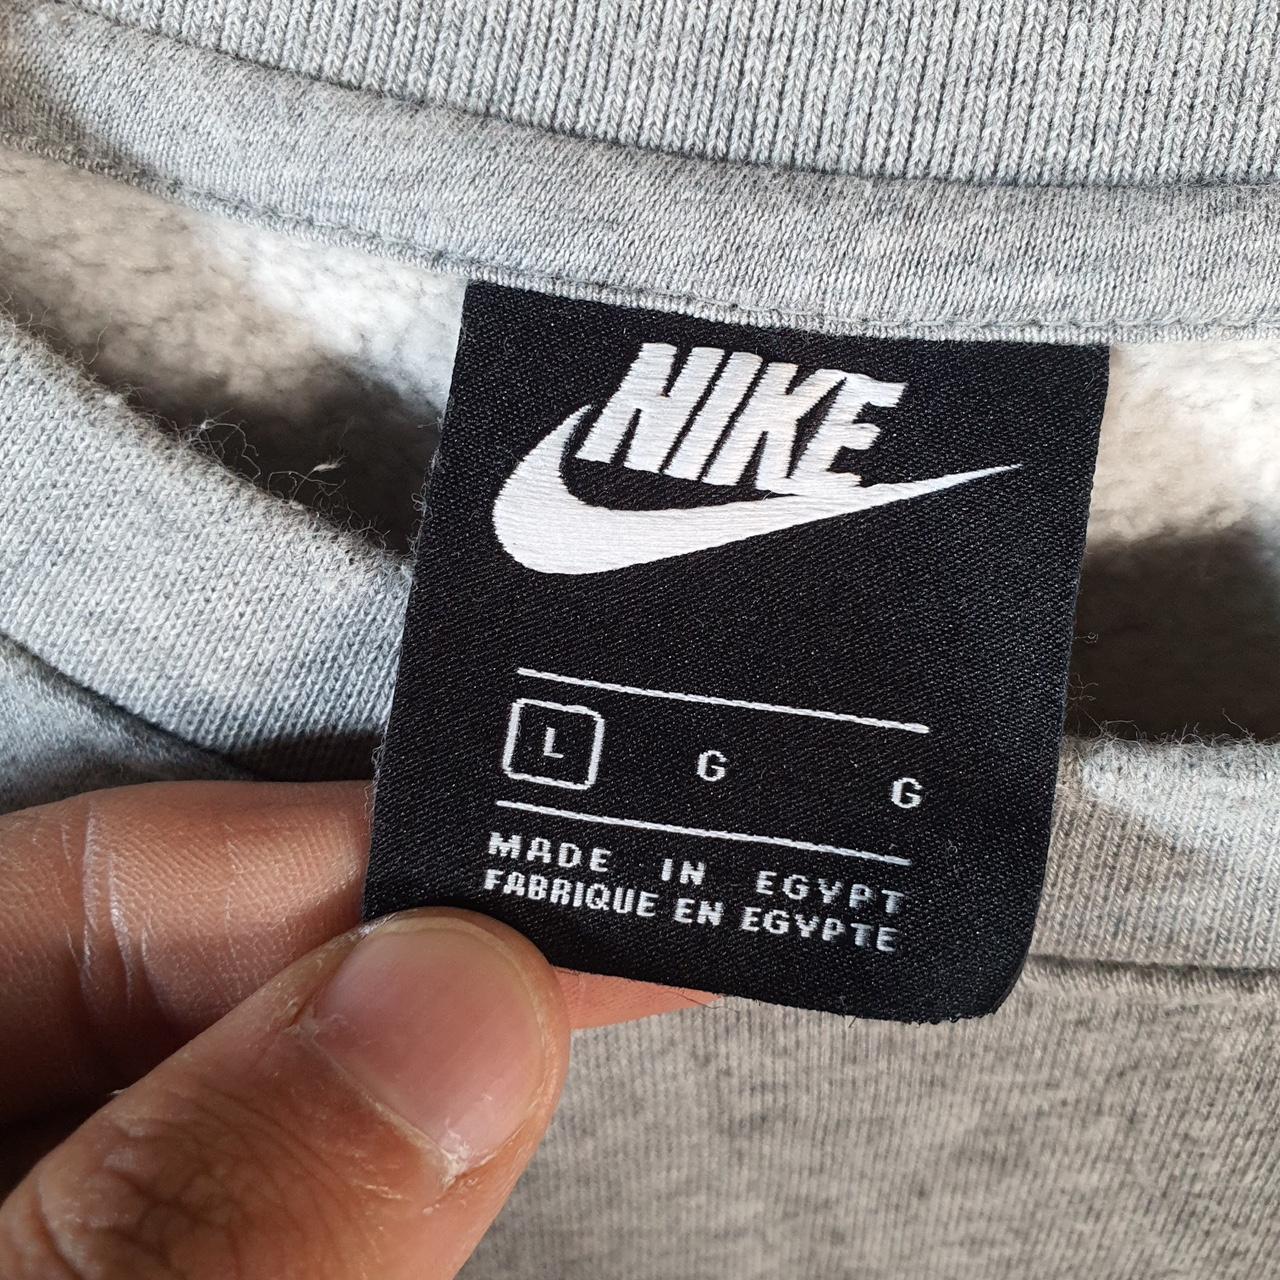 NIKE
L G G
MADE IN EGYPT
FABRIQUE EN EGYPTE